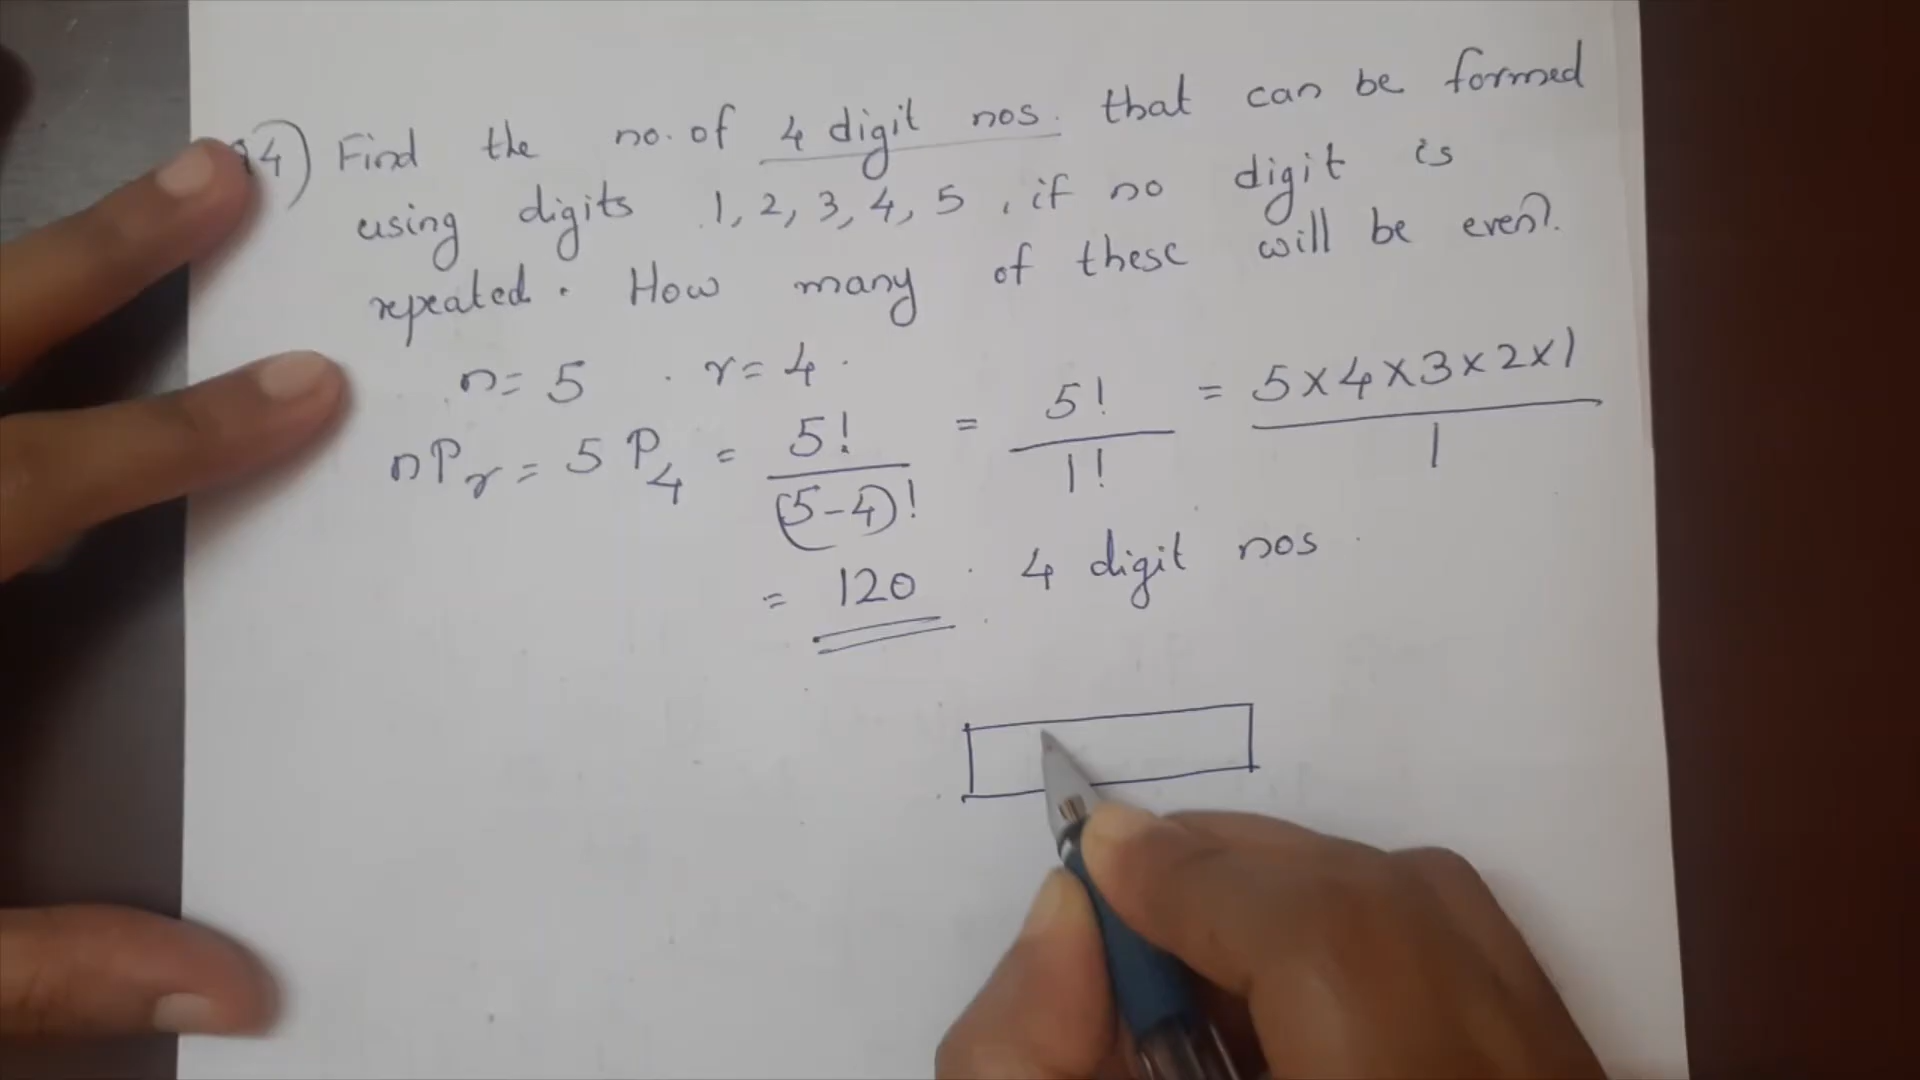 4) Find the no. of 4 digit nos. that can be formed
using digits 1, 2, 3, 4, 5, if no digit is
repeated. How many of these will be even?
n= 5 r= 4
nPr = 5P4 = 5!/(5-4)! = 5!/1! = 5×4×3×2×1/1
= 120 4 digit nos